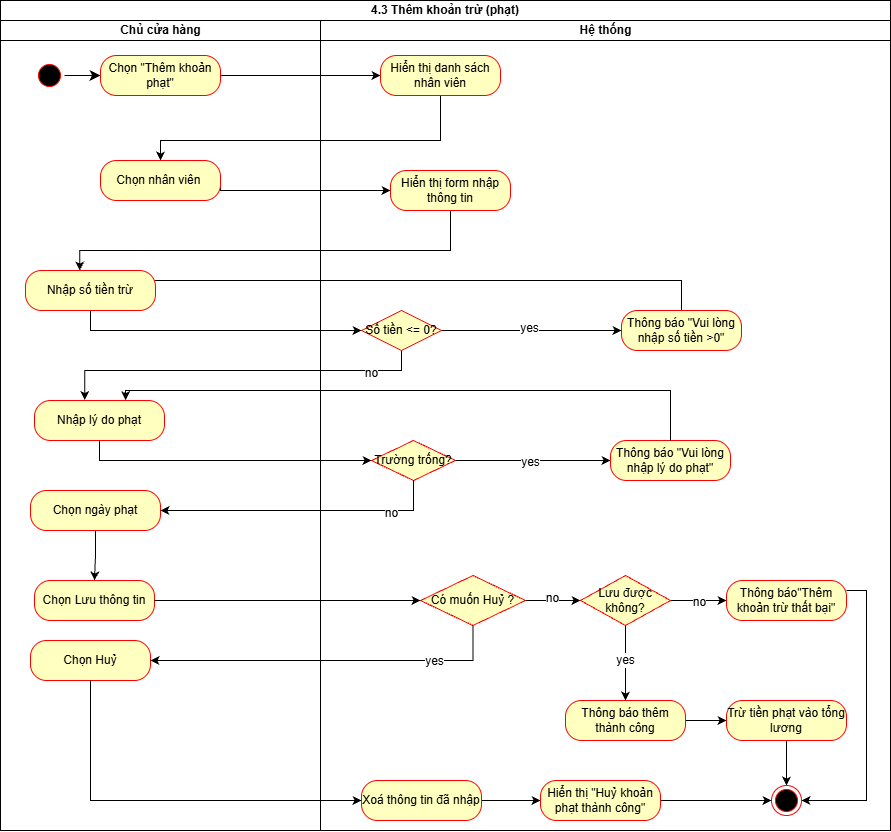 4.3 Thêm khoản trừ (phạt)
Chủ cửa hàng
Hệ thống
Chọn "Thêm khoản
phạt"
Hiển thị danh sách
nhân viên
Chọn nhân viên
Hiển thị form nhập
thông tin
Nhập số tiền trừ
Số tiền <= 0?
yes
Thông báo "Vui lòng
nhập số tiền >0"
no
Nhập lý do phạt
Trường trống?
yes
Thông báo "Vui lòng
nhập lý do phạt"
no
Chọn ngày phạt
Chọn Lưu thông tin
Có muốn Huỷ ?
no
Lưu được
không?
no
Thông báo"Thêm
khoản trừ thất bại"
yes
Chọn Huỷ
yes
Thông báo thêm
thành công
Trừ tiền phạt vào tổng
lương
Xoá thông tin đã nhập
Hiển thị "Huỷ khoản
phạt thành công"